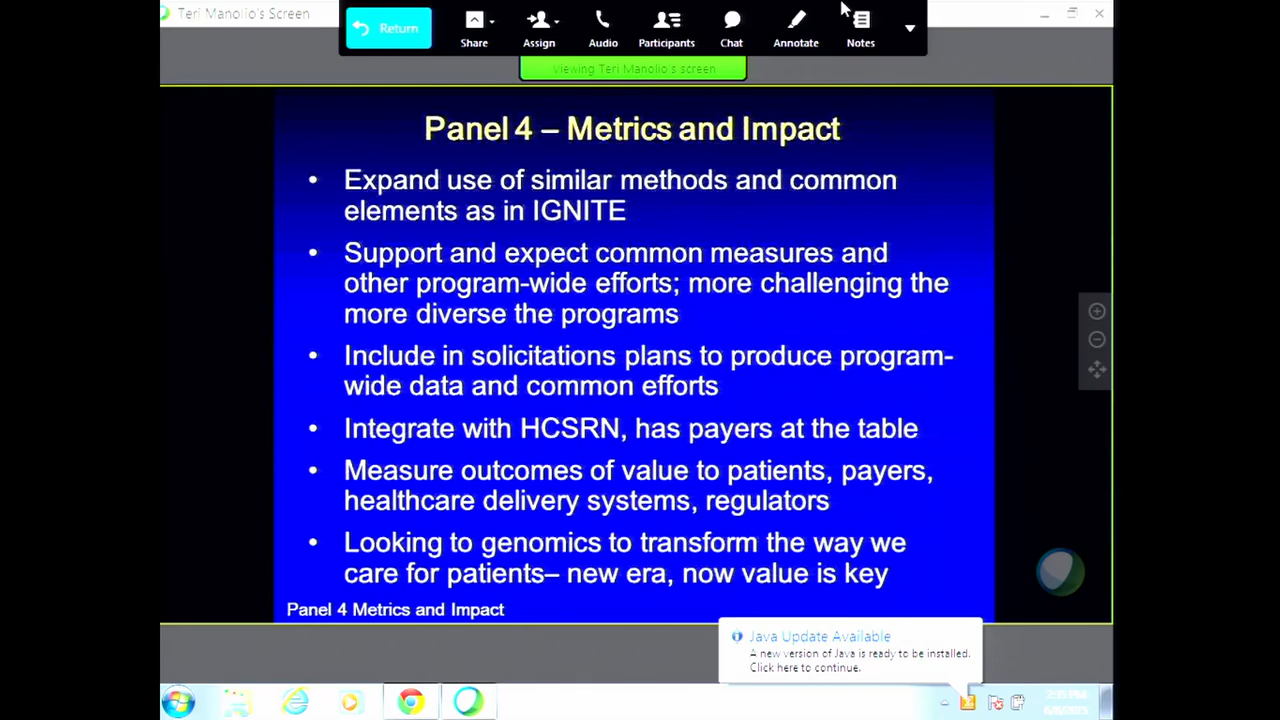 Teri Manolio's Screen
Return
Share
Assign
Audio
Participants
Chat
Annotate
Notes
Viewing Teri Manolio's screen
Panel 4 – Metrics and Impact
• Expand use of similar methods and common
elements as in IGNITE
• Support and expect common measures and
other program-wide efforts; more challenging the
more diverse the programs
• Include in solicitations plans to produce program-
wide data and common efforts
• Integrate with HCSRN, has payers at the table
• Measure outcomes of value to patients, payers,
healthcare delivery systems, regulators
• Looking to genomics to transform the way we
care for patients– new era, now value is key
Panel 4 Metrics and Impact
Java Update Available
A new version of Java is ready to be installed.
Click here to continue.